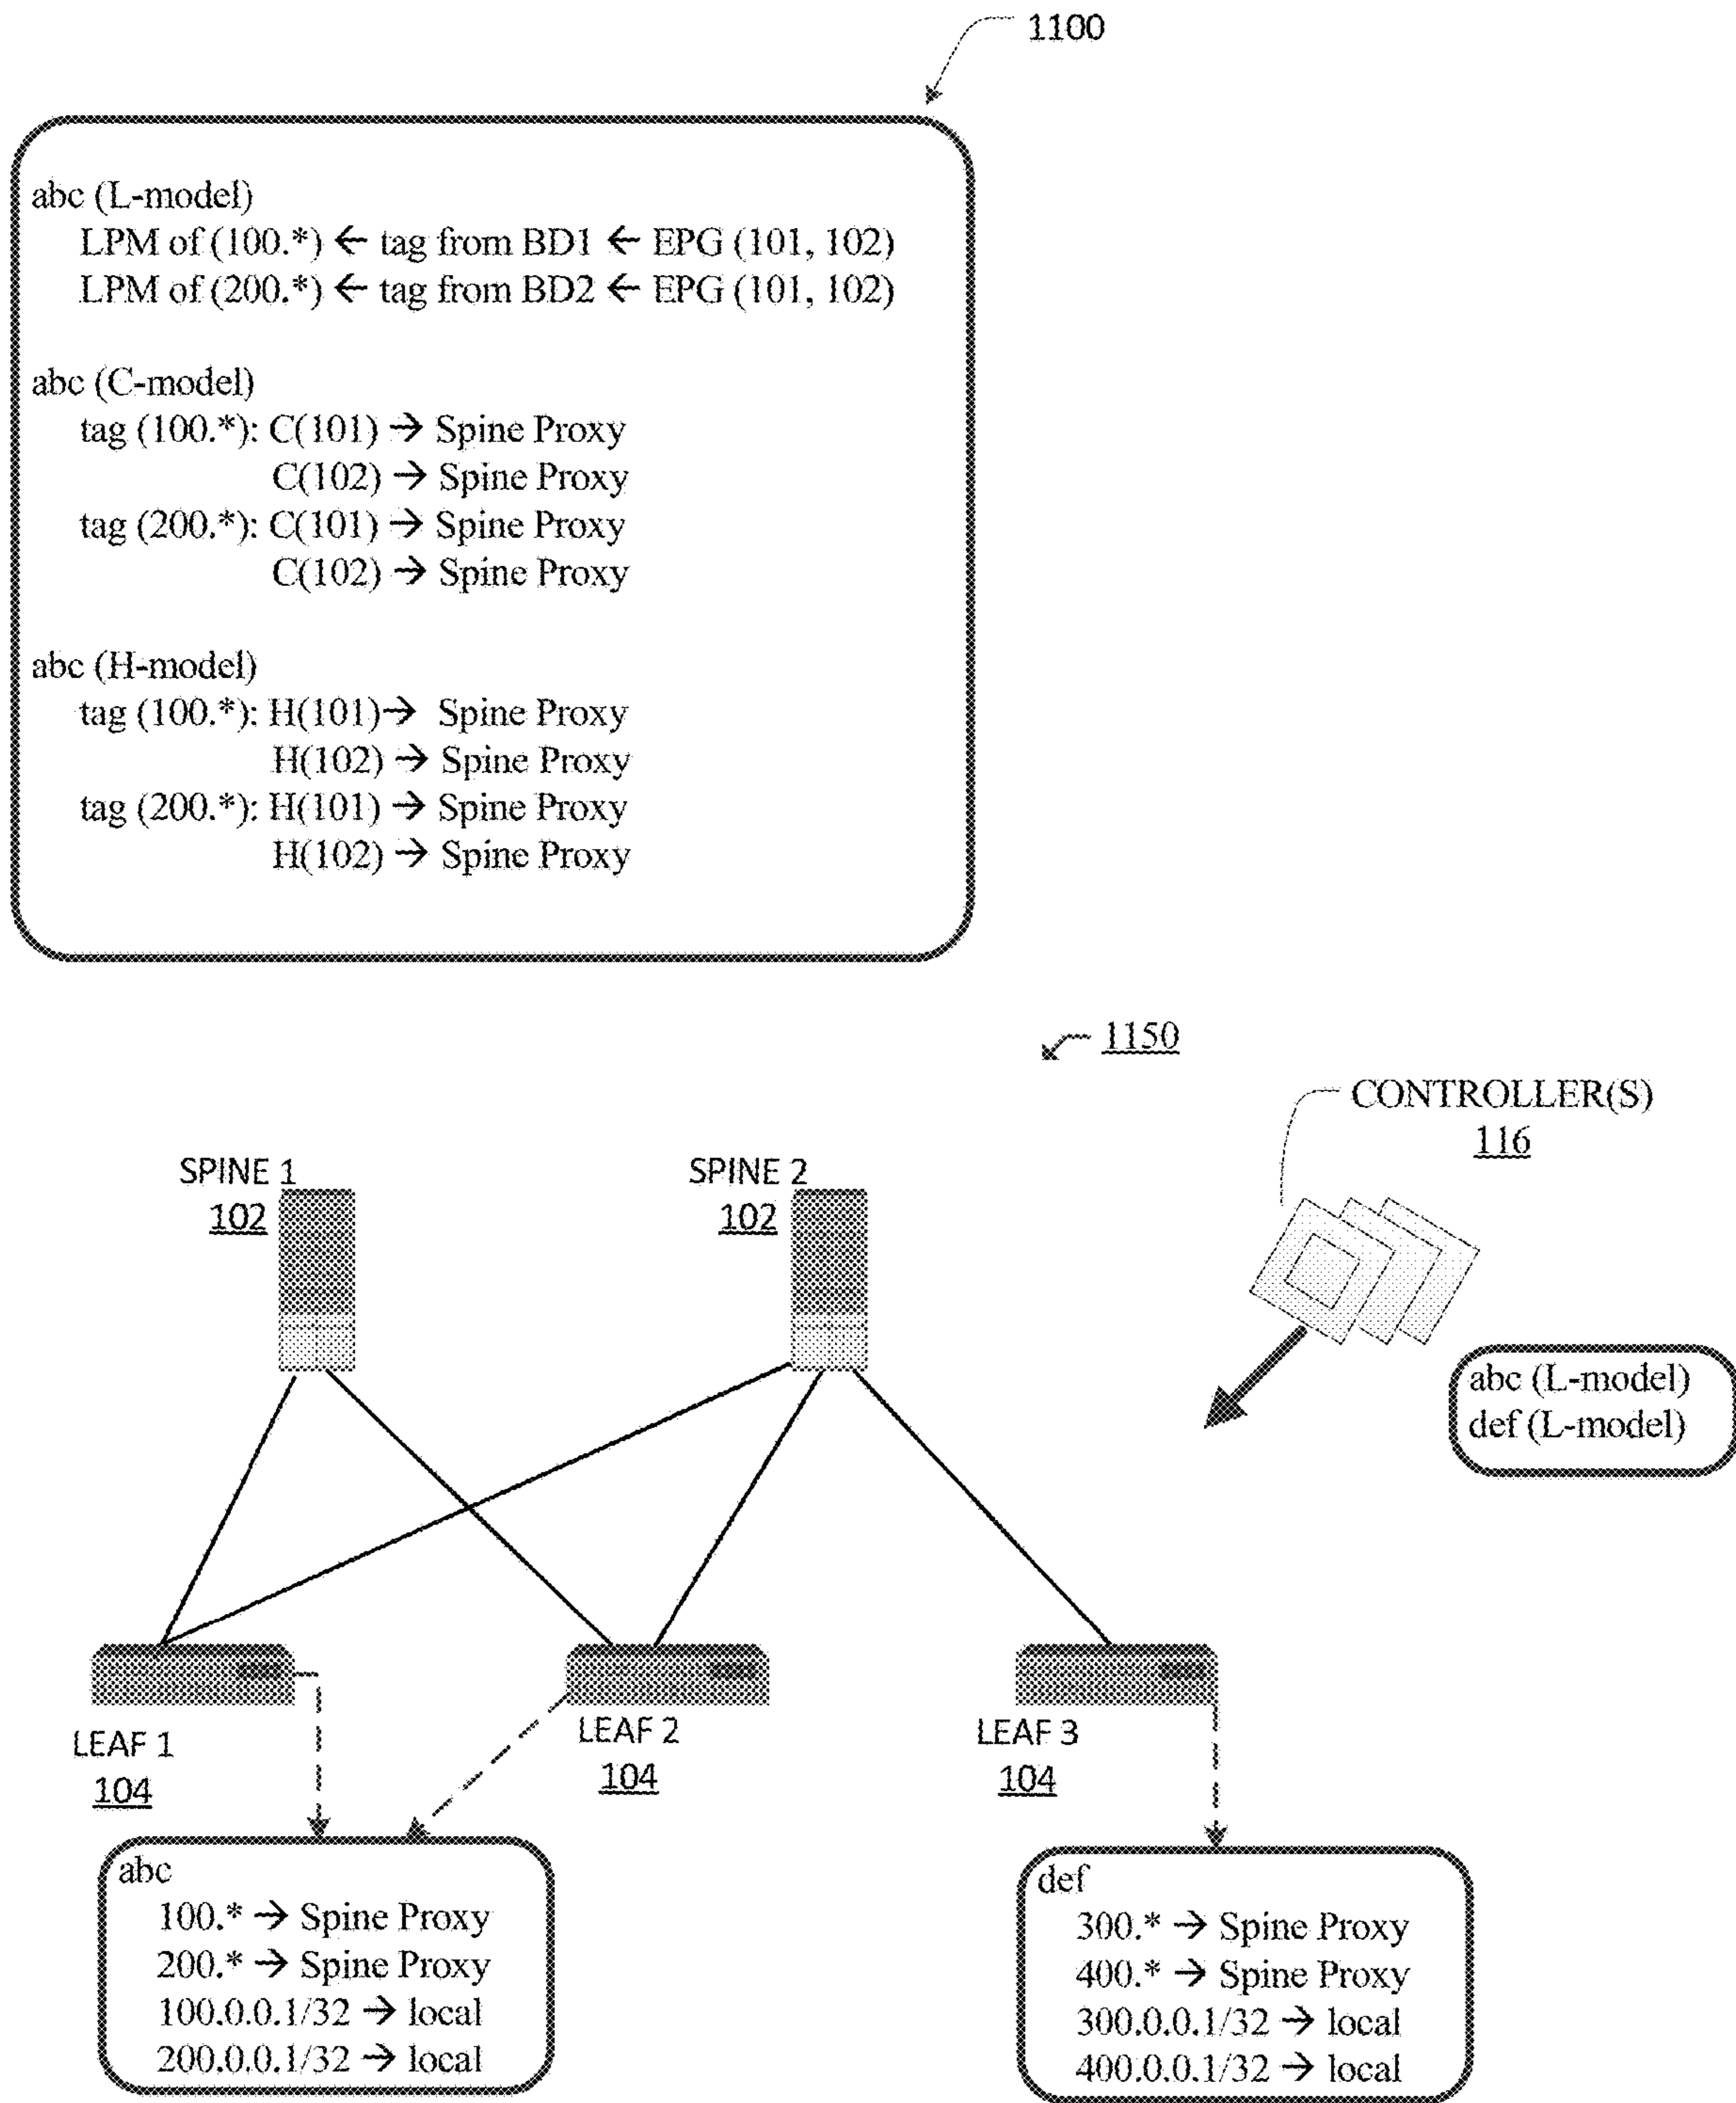 1100
abc (L-model)
LPM of (100.*) ← tag from BD1 ← EPG (101, 102)
LPM of (200.*) ← tag from BD2 ← EPG (101, 102)
abc (C-model)
tag (100.*): C(101) → Spine Proxy
C(102) → Spine Proxy
tag (200.*): C(101) → Spine Proxy
C(102) → Spine Proxy
abc (H-model)
tag (100.*): H(101)→ Spine Proxy
H(102) → Spine Proxy
tag (200.*): H(101) → Spine Proxy
H(102) → Spine Proxy
1150
CONTROLLER(S)
116
SPINE 1
102
SPINE 2
102
abc (L-model)
def (L-model)
LEAF 1
104
LEAF 2
104
LEAF 3
104
abc
100.* → Spine Proxy
200.* → Spine Proxy
100.0.0.1/32 → local
200.0.0.1/32 → local
def
300.* → Spine Proxy
400.* → Spine Proxy
300.0.0.1/32 → local
400.0.0.1/32 → local